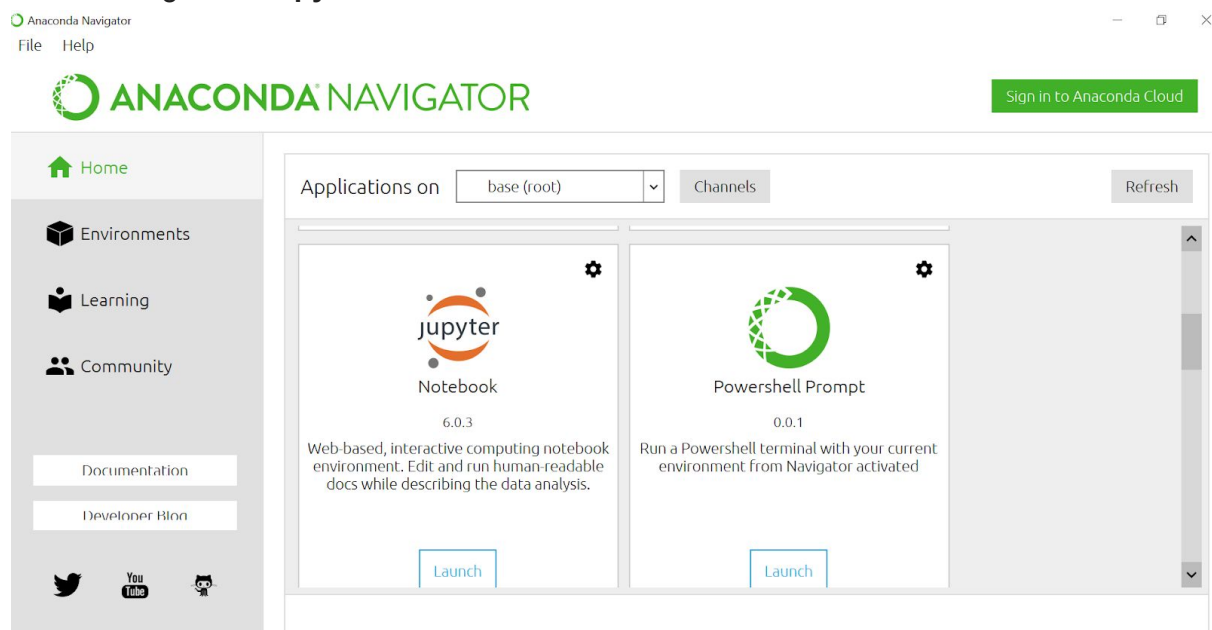 Anaconda Navigator
File Help
ANACONDA NAVIGATOR
Sign in to Anaconda Cloud
Home
Environments
Learning
Community
Documentation
Developer Blog
You
Tube
Applications on base (root) Channels Refresh
jupyter
Notebook
6.0.3
Web-based, interactive computing notebook
environment. Edit and run human-readable
docs while describing the data analysis.
Launch
Powershell Prompt
0.0.1
Run a Powershell terminal with your current
environment from Navigator activated
Launch